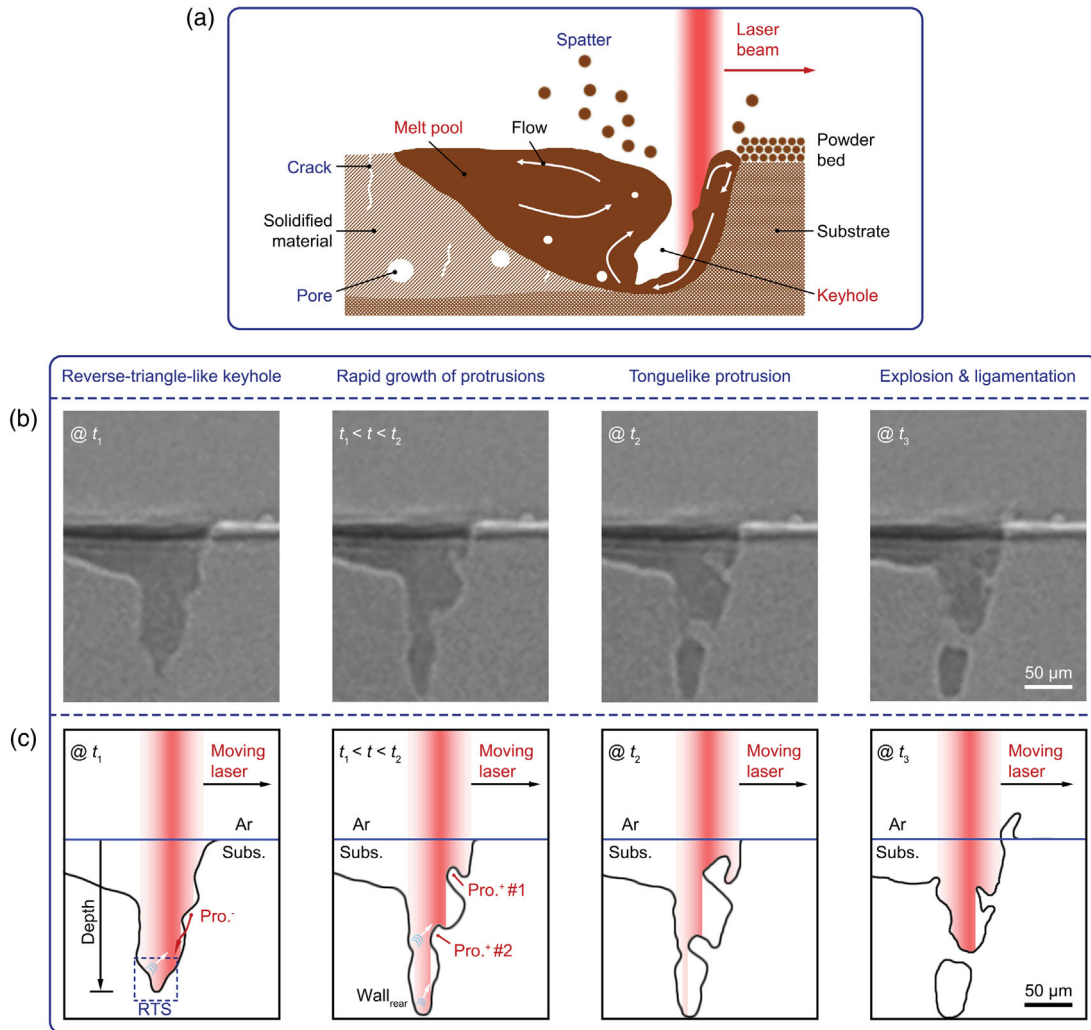 (a)
Spatter
Laser
beam
Melt pool
Flow
Powder
bed
Crack
Solidified
material
Substrate
Pore
Keyhole
Reverse-triangle-like keyhole
Rapid growth of protrusions
Tonguelike protrusion
Explosion & ligamentation
(b)
@ t₁
t₁ < t < t₂
@ t₂
@ t₃
50 µm
(c)
@ t₁
Moving
laser
Ar
Subs.
Depth
Pro.⁻
RTS
t₁ < t < t₂
Moving
laser
Ar
Subs.
Pro.⁺ #1
Pro.⁺ #2
Wall_rear
@ t₂
Moving
laser
Ar
Subs.
@ t₃
Moving
laser
Ar
Subs.
50 µm